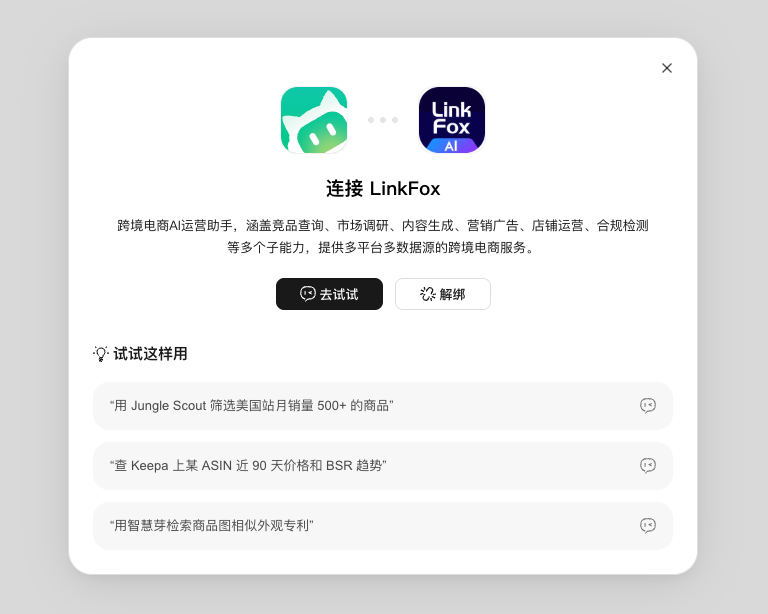 Link
Fox
AI
连接 LinkFox
跨境电商AI运营助手，涵盖竞品查询、市场调研、内容生成、营销广告、店铺运营、合规检测
等多个子能力，提供多平台多数据源的跨境电商服务。
去试试
解绑
试试这样用
“用 Jungle Scout 筛选美国站月销量 500+ 的商品”
“查 Keepa 上某 ASIN 近 90 天价格和 BSR 趋势”
“用智慧芽检索商品图相似外观专利”